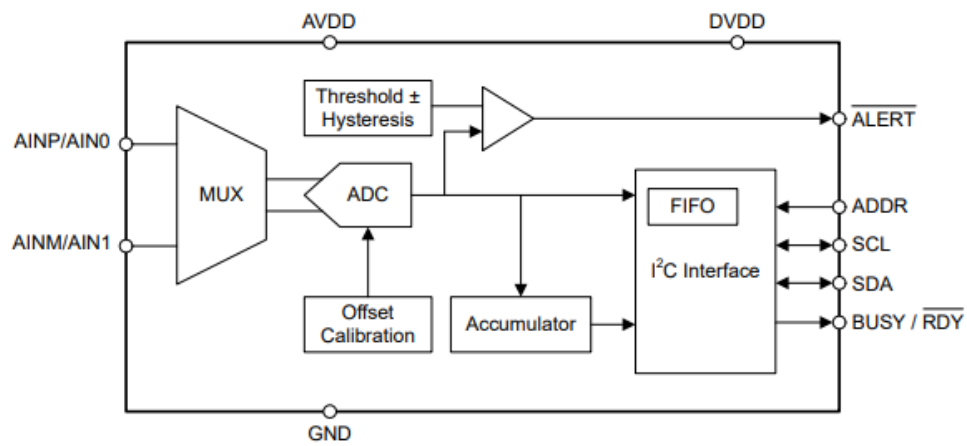 AVDD
DVDD
Threshold ±
Hysteresis
ALERT
AINP/AIN0
MUX
ADC
FIFO
ADDR
SCL
AINM/AIN1
I²C Interface
SDA
Offset
Calibration
Accumulator
BUSY / RDY
GND